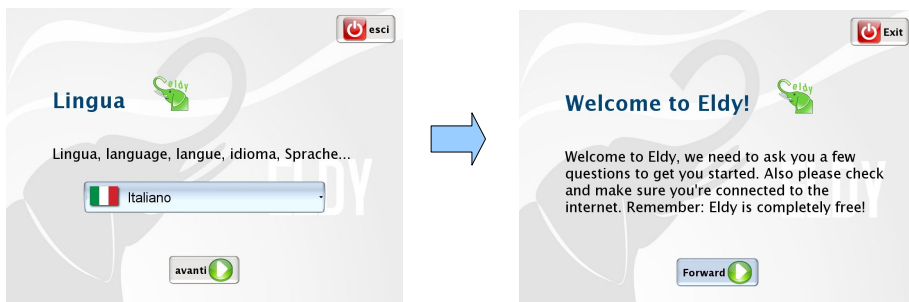 esci
eldy
Lingua
Lingua, language, langue, idioma, Sprache...
Italiano
ELDY
avanti
Exit
eldy
Welcome to Eldy!
Welcome to Eldy, we need to ask you a few
questions to get you started. Also please check
and make sure you're connected to the
internet. Remember: Eldy is completely free!
ELDY
Forward